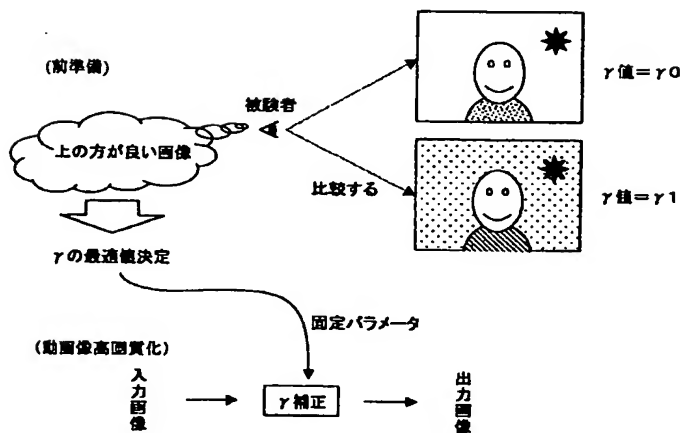 (前準備)
被験者
γ値=γ0
上の方が良い画像
比較する
γ値=γ1
γの最適値決定
固定パラメータ
(動画像高画質化)
入力画像
γ補正
出力画像